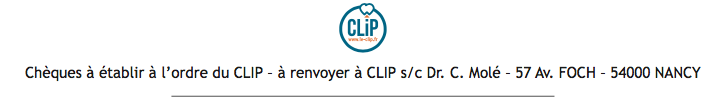 CLiP
www.le-clip.fr
Chèques à établir à l’ordre du CLIP – à renvoyer à CLIP s/c Dr. C. Molé – 57 Av. FOCH – 54000 NANCY